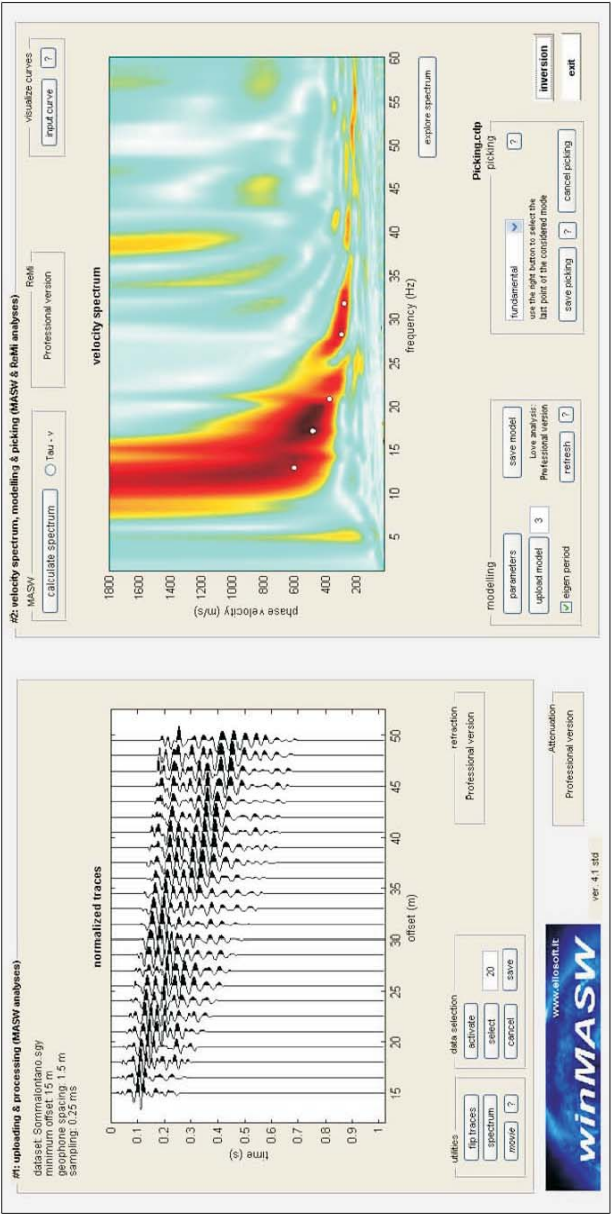 #1: uploading & processing (MASW analyses)
dataset: Sommalontano.sgy
minimum offset: 15 m
geophone spacing: 1.5 m
sampling: 0.25 ms
normalized traces
0
0.1
0.2
0.3
0.4
0.5
0.6
0.7
0.8
0.9
1
time (s)
15
20
25
30
35
40
45
50
offset (m)
utilities
flip traces
spectrum
movie
?
data selection
activate
select
20
cancel
save
refraction
Professional version
Attenuation
Professional version
www.eliosoft.it
winMASW
ver. 4.1 std
#2: velocity spectrum, modelling & picking (MASW & ReMi analyses)
MASW
calculate spectrum
Tau - v
ReMi
Professional version
visualize curves
input curve
?
velocity spectrum
1800
1600
1400
1200
1000
800
600
400
200
phase velocity (m/s)
5
10
15
20
25
30
35
40
45
50
55
60
frequency (Hz)
explore spectrum
modelling
parameters
save model
upload model
3
Love analysis:
Professional version
eigen period
refresh
?
Picking.cdp
picking
fundamental
?
use the right button to select the
last point of the considered mode
save picking
?
cancel picking
inversion
exit